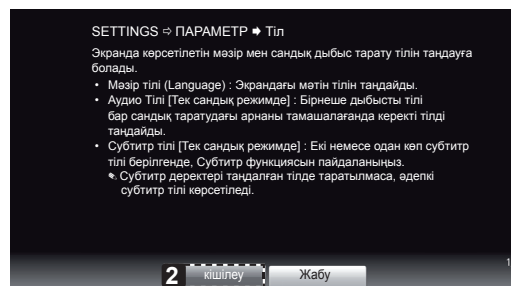 SETTINGS ⇨ ПАРАМЕТР ➡ Тіл
Экранда көрсетілетін мәзір мен сандық дыбыс тарату тілін таңдауға
болады.
• Мәзір тілі (Language) : Экрандағы мәтін тілін таңдайды.
• Аудио Тілі [Тек сандық режимде] : Бірнеше дыбысты тілі
бар сандық таратудағы арнаны тамашалағанда керекті тілді
таңдайды.
• Субтитр тілі [Тек сандық режимде] : Екі немесе одан көп субтитр
тілі берілгенде, Субтитр функциясын пайдаланыңыз.
✎ Субтитр деректері таңдалған тілде таратылмаса, әдепкі
субтитр тілі көрсетіледі.
1
2 кішілеу Жабу